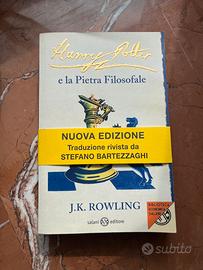 Harry Potter
e la Pietra Filosofale
NUOVA EDIZIONE
Traduzione rivista da
STEFANO BARTEZZAGHI
J.K. ROWLING
salani editore
subito